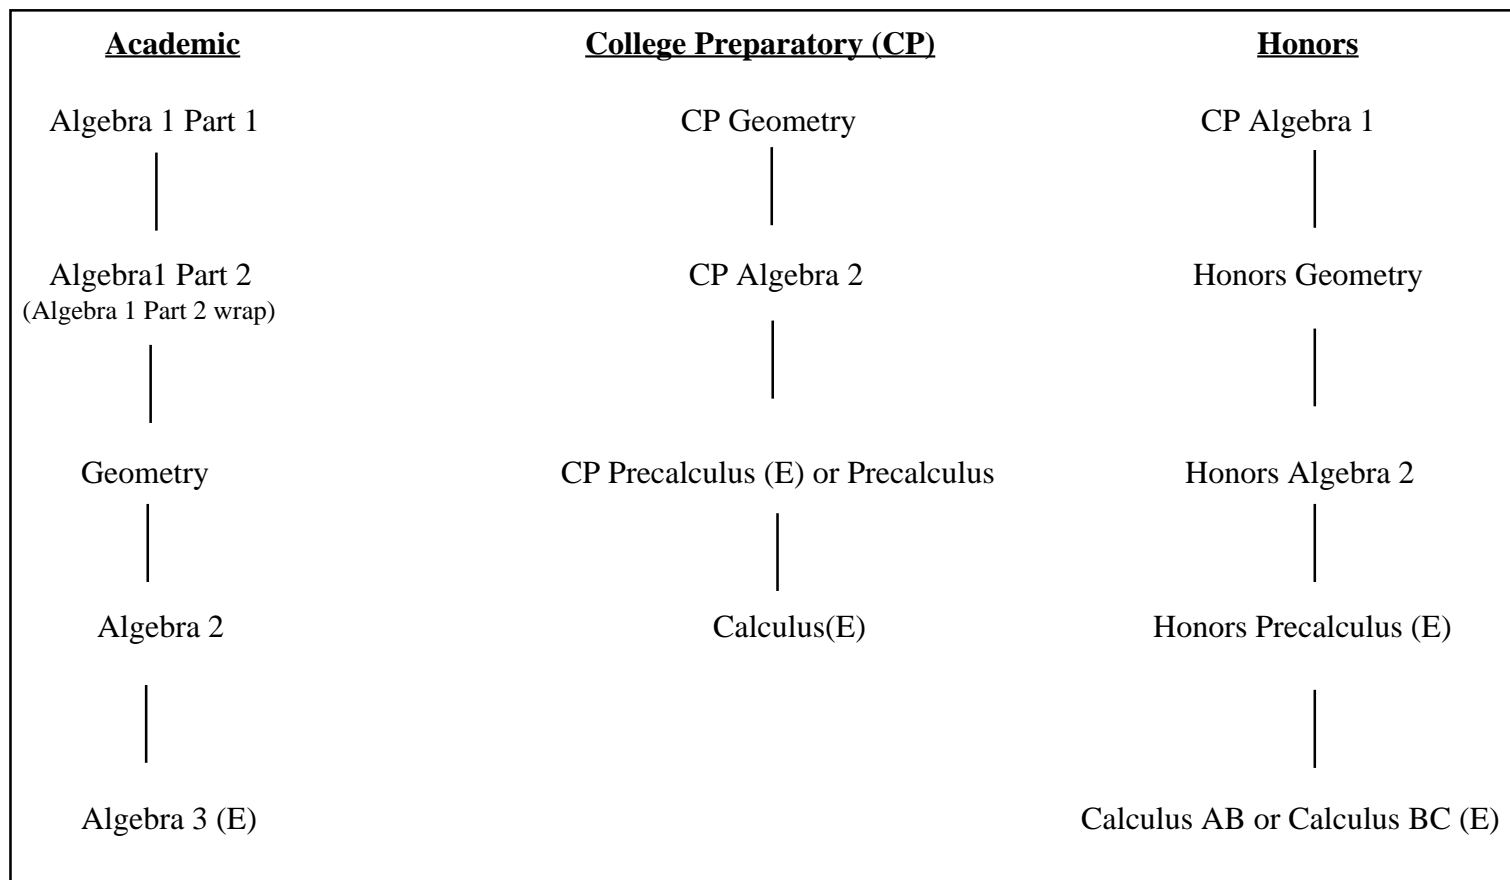 Academic College Preparatory (CP) Honors
Algebra 1 Part 1 CP Geometry CP Algebra 1
Algebra1 Part 2 CP Algebra 2 Honors Geometry
(Algebra 1 Part 2 wrap)
Geometry CP Precalculus (E) or Precalculus Honors Algebra 2
Algebra 2 Calculus(E) Honors Precalculus (E)
Algebra 3 (E) Calculus AB or Calculus BC (E)